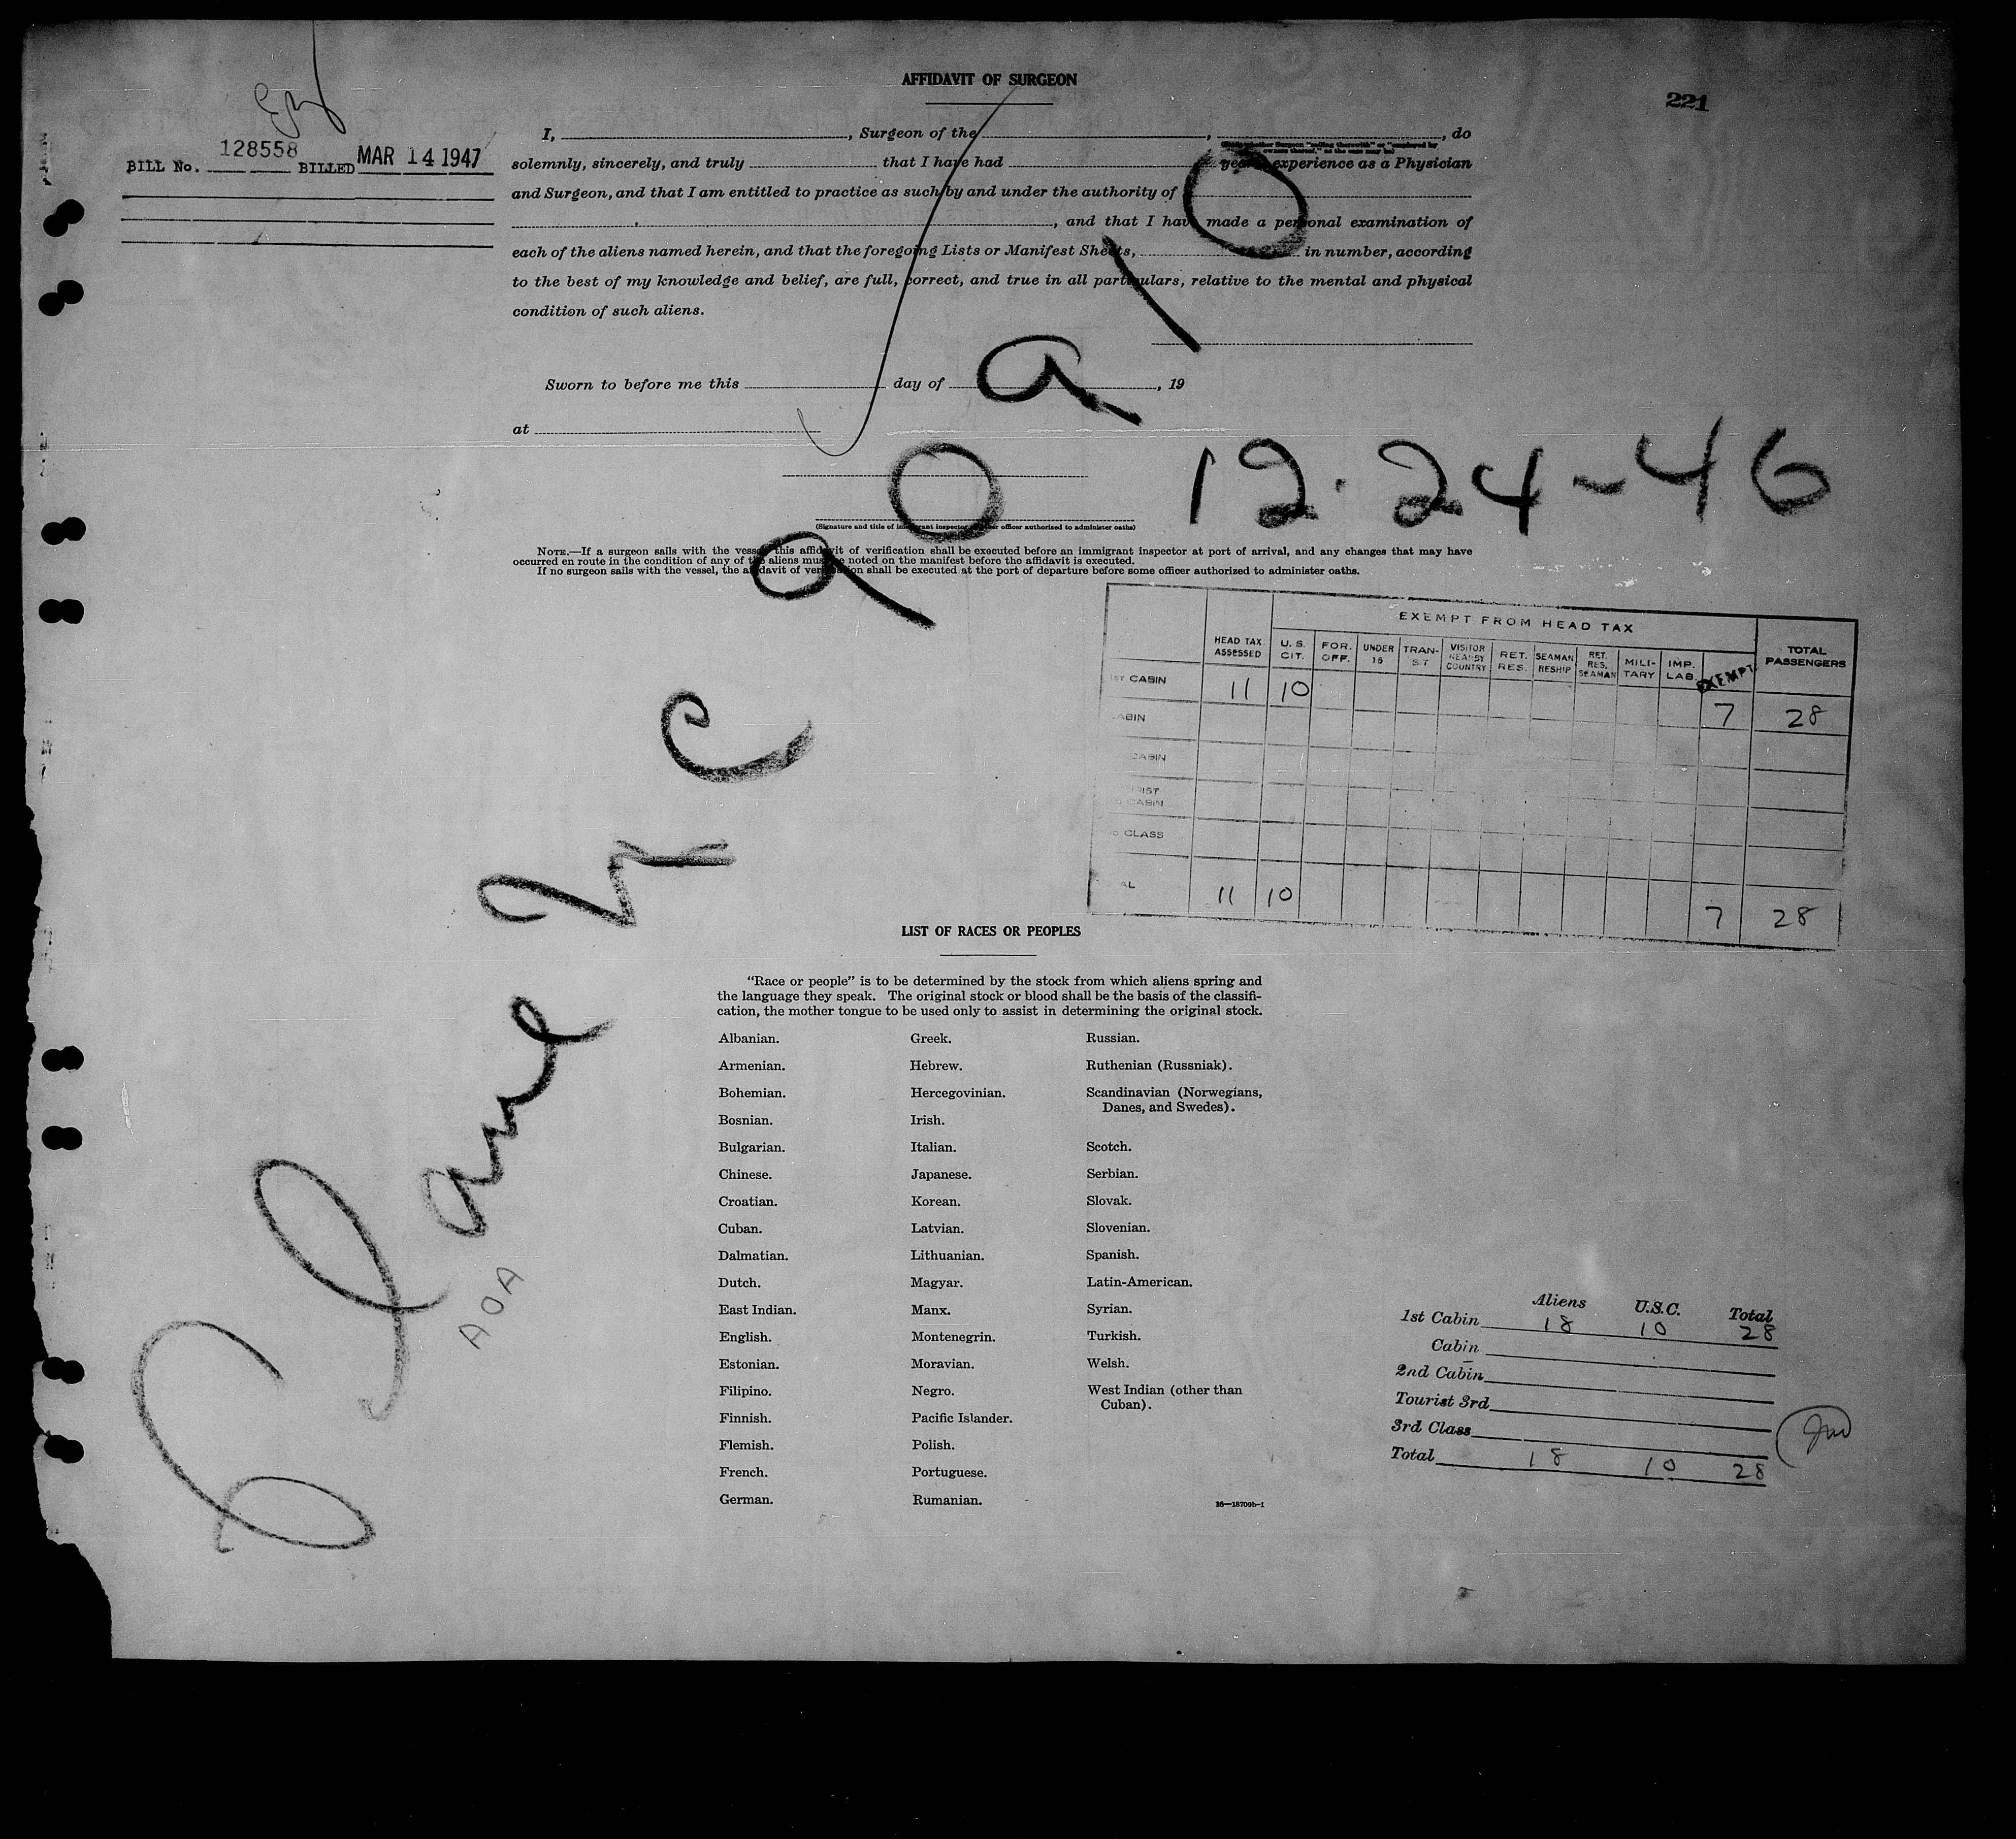 AFFIDAVIT OF SURGEON
221
BILL No. 128558 BILLED MAR 14 1947
I, , Surgeon of the , , do
solemnly, sincerely, and truly that I have had years' experience as a Physician
and Surgeon, and that I am entitled to practice as such by and under the authority of
, and that I have made a personal examination of
each of the aliens named herein, and that the foregoing Lists or Manifest Sheets, in number, according
to the best of my knowledge and belief, are full, correct, and true in all particulars, relative to the mental and physical
condition of such aliens.
Sworn to before me this day of , 19
at
12-24-46
(Signature and title of immigrant inspector or other officer authorized to administer oaths)
NOTE.—If a surgeon sails with the vessel, this affidavit of verification shall be executed before an immigrant inspector at port of arrival, and any changes that may have
occurred en route in the condition of any of the aliens must be noted on the manifest before the affidavit is executed.
If no surgeon sails with the vessel, the affidavit of verification shall be executed at the port of departure before some officer authorized to administer oaths.
Plane NC 90010
AOA
EXEMPT FROM HEAD TAX
HEAD TAX ASSESSED U. S. CIT. FOR. OFF. UNDER 16 TRAN-SIT VISITOR NEARBY COUNTRY RET. RES. SEAMAN RESHIP RET. RES. SEAMAN MILI-TARY IMP. LAB. EXEMPT TOTAL PASSENGERS
1ST CABIN 11 10 7 28
CABIN
CABIN
CABIN
CLASS
AL 11 10 7 28
LIST OF RACES OR PEOPLES
"Race or people" is to be determined by the stock from which aliens spring and
the language they speak. The original stock or blood shall be the basis of the classifi-
cation, the mother tongue to be used only to assist in determining the original stock.
Albanian. Greek. Russian.
Armenian. Hebrew. Ruthenian (Russniak).
Bohemian. Hercegovinian. Scandinavian (Norwegians,
Danes, and Swedes).
Bosnian. Irish.
Bulgarian. Italian. Scotch.
Chinese. Japanese. Serbian.
Croatian. Korean. Slovak.
Cuban. Latvian. Slovenian.
Dalmatian. Lithuanian. Spanish.
Dutch. Magyar. Latin-American.
East Indian. Manx. Syrian.
English. Montenegrin. Turkish.
Estonian. Moravian. Welsh.
Filipino. Negro. West Indian (other than
Cuban).
Finnish. Pacific Islander.
Flemish. Polish.
French. Portuguese.
German. Rumanian.
16—18709b-1
Aliens U.S.C. Total
1st Cabin 18 10 28
Cabin
2nd Cabin
Tourist 3rd
3rd Class
Total 18 10 28